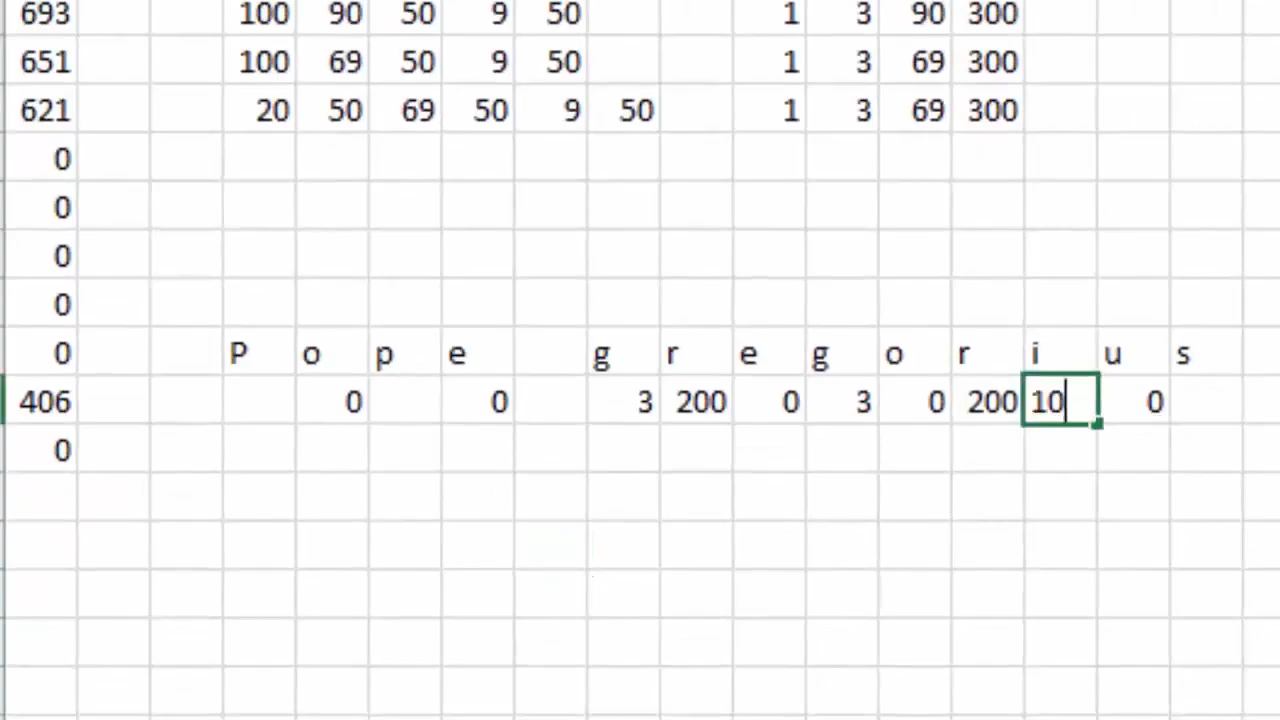 693 100 90 50 9 50 1 3 90 300
651 100 69 50 9 50 1 3 69 300
621 20 50 69 50 9 50 1 3 69 300
0
0
0
0
0 P o p e g r e g o r i u s
406 0 0 3 200 0 3 0 200 10 0
0